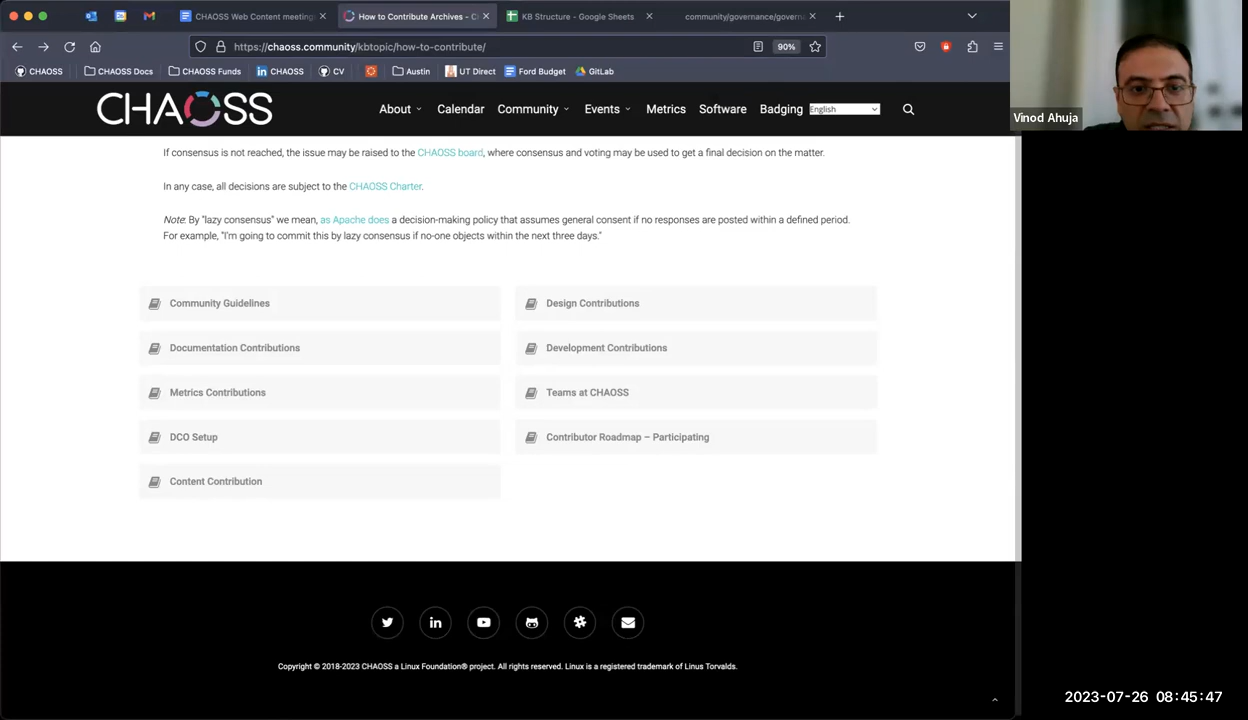 CHAOSS Web Content meeting
How to Contribute Archives - C
KB Structure - Google Sheets
community/governance/govern
https://chaoss.community/kbtopic/how-to-contribute/
90%
CHAOSS
CHAOSS Docs
CHAOSS Funds
CHAOSS
CV
Austin
UT Direct
Ford Budget
GitLab
CHAOSS
About
Calendar
Community
Events
Metrics
Software
Badging
English
Vinod Ahuja
If consensus is not reached, the issue may be raised to the CHAOSS board, where consensus and voting may be used to get a final decision on the matter.
In any case, all decisions are subject to the CHAOSS Charter.
Note: By "lazy consensus" we mean, as Apache does a decision-making policy that assumes general consent if no responses are posted within a defined period.
For example, "I'm going to commit this by lazy consensus if no-one objects within the next three days."
Community Guidelines
Design Contributions
Documentation Contributions
Development Contributions
Metrics Contributions
Teams at CHAOSS
DCO Setup
Contributor Roadmap – Participating
Content Contribution
Copyright © 2018-2023 CHAOSS a Linux Foundation® project. All rights reserved. Linux is a registered trademark of Linus Torvalds.
2023-07-26 08:45:47